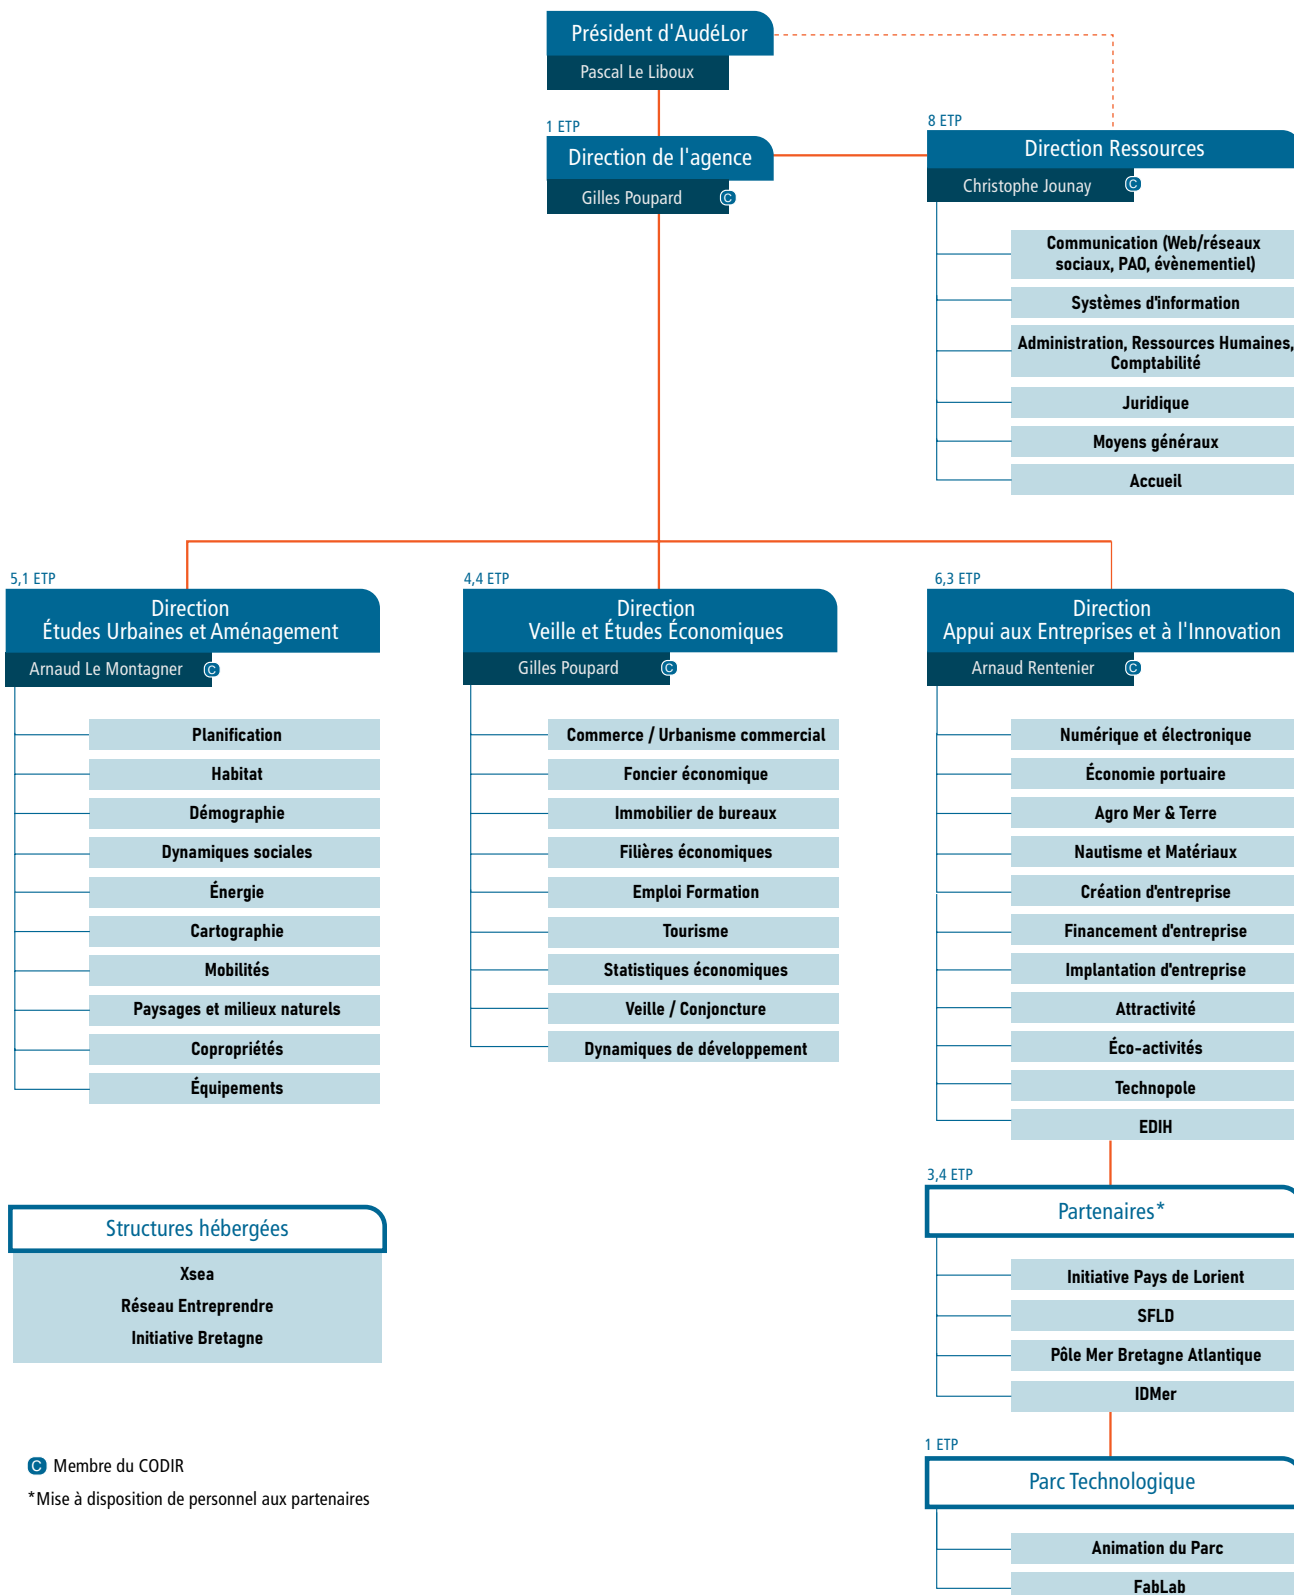 Président d'AudéLor
Pascal Le Liboux
1 ETP
Direction de l'agence
Gilles Poupard
C
8 ETP
Direction Ressources
Christophe Jounay
C
Communication (Web/réseaux
sociaux, PAO, évènementiel)
Systèmes d'information
Administration, Ressources Humaines,
Comptabilité
Juridique
Moyens généraux
Accueil
5,1 ETP
Direction
Études Urbaines et Aménagement
Arnaud Le Montagner
C
Planification
Habitat
Démographie
Dynamiques sociales
Énergie
Cartographie
Mobilités
Paysages et milieux naturels
Copropriétés
Équipements
4,4 ETP
Direction
Veille et Études Économiques
Gilles Poupard
C
Commerce / Urbanisme commercial
Foncier économique
Immobilier de bureaux
Filières économiques
Emploi Formation
Tourisme
Statistiques économiques
Veille / Conjoncture
Dynamiques de développement
6,3 ETP
Direction
Appui aux Entreprises et à l'Innovation
Arnaud Rentenier
C
Numérique et électronique
Économie portuaire
Agro Mer & Terre
Nautisme et Matériaux
Création d'entreprise
Financement d'entreprise
Implantation d'entreprise
Attractivité
Éco-activités
Technopole
EDIH
3,4 ETP
Partenaires*
Initiative Pays de Lorient
SFLD
Pôle Mer Bretagne Atlantique
IDMer
1 ETP
Parc Technologique
Animation du Parc
FabLab
Structures hébergées
Xsea
Réseau Entreprendre
Initiative Bretagne
C Membre du CODIR
*Mise à disposition de personnel aux partenaires